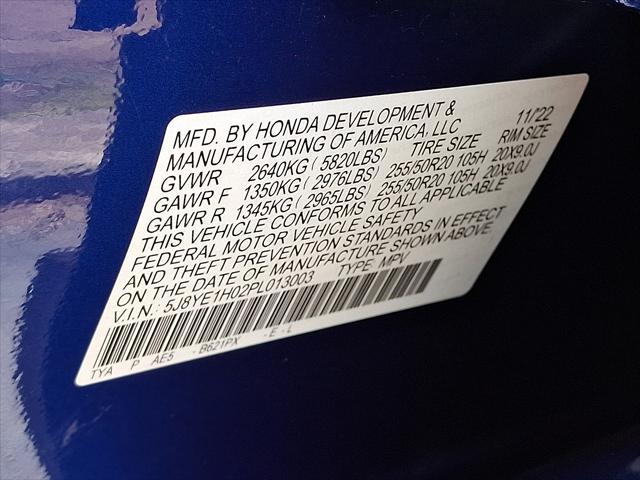 MFD. BY HONDA DEVELOPMENT & 11/22
MANUFACTURING OF AMERICA, LLC
GVWR 2640KG ( 5820LBS) TIRE SIZE RIM SIZE
GAWR F 1350KG ( 2976LBS) 255/50R20 105H 20X9.0J
GAWR R 1345KG ( 2965LBS) 255/50R20 105H 20X9.0J
THIS VEHICLE CONFORMS TO ALL APPLICABLE
FEDERAL MOTOR VEHICLE SAFETY
AND THEFT PREVENTION STANDARDS IN EFFECT
ON THE DATE OF MANUFACTURE SHOWN ABOVE.
V.I.N.: 5J8YE1H02PL013003 TYPE: MPV
TYA P AE5 - B621PX - E - L